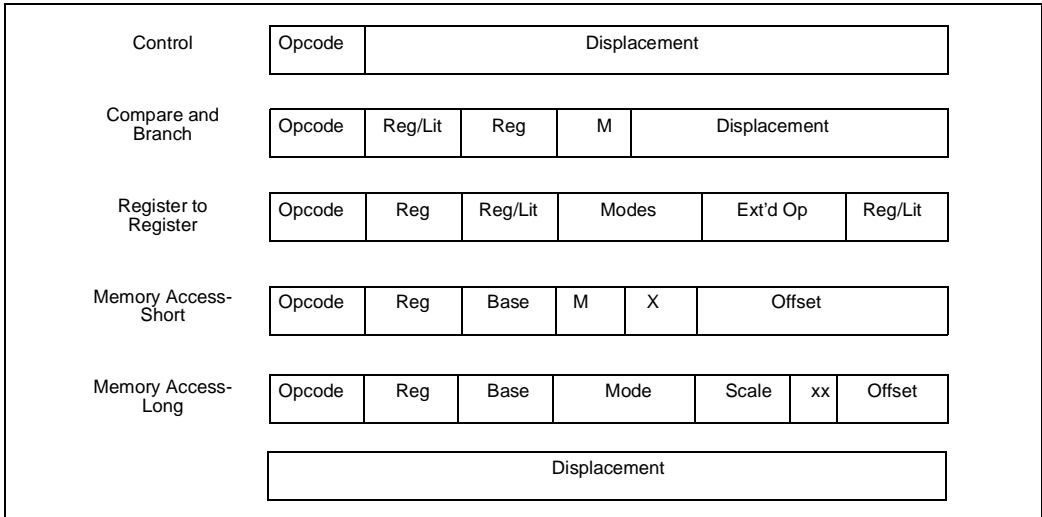 Control Opcode Displacement
Compare and
Branch Opcode Reg/Lit Reg M Displacement
Register to
Register Opcode Reg Reg/Lit Modes Ext'd Op Reg/Lit
Memory Access-
Short Opcode Reg Base M X Offset
Memory Access-
Long Opcode Reg Base Mode Scale xx Offset
Displacement